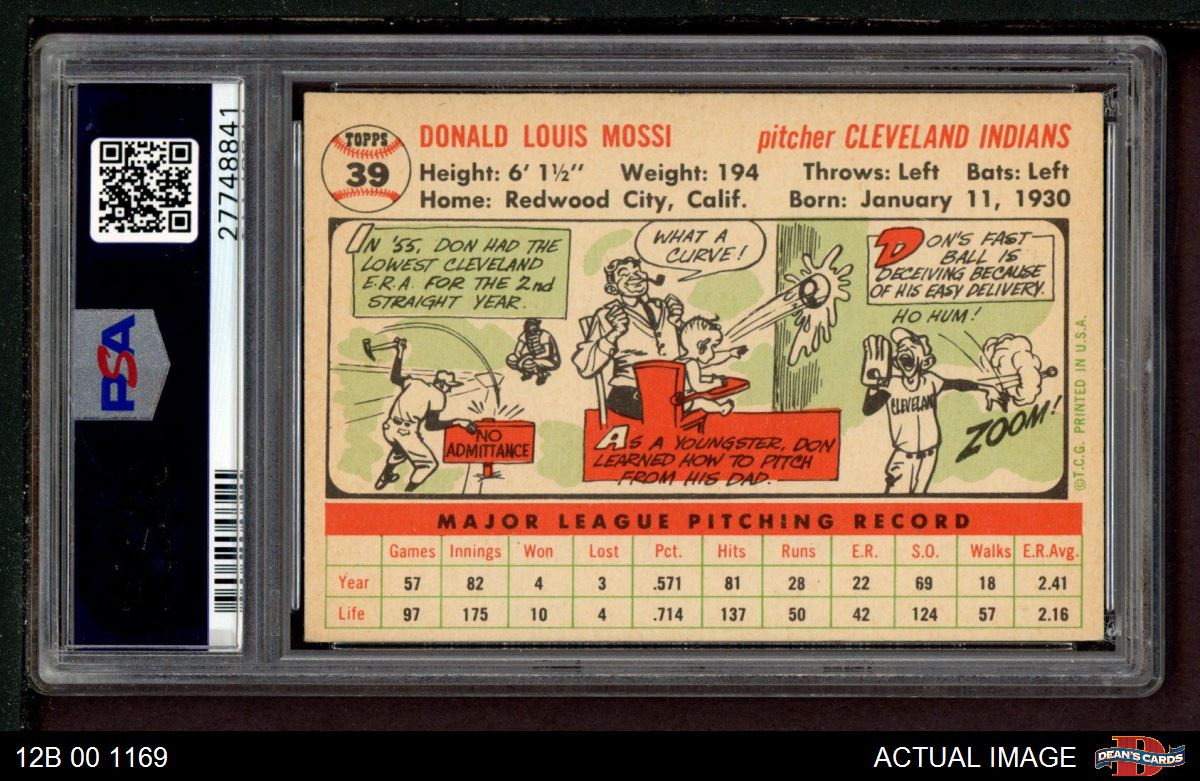 27748841
PSA
TOPPS
39
DONALD LOUIS MOSSI pitcher CLEVELAND INDIANS
Height: 6' 1½" Weight: 194 Throws: Left Bats: Left
Home: Redwood City, Calif. Born: January 11, 1930
IN '55, DON HAD THE
LOWEST CLEVELAND
E.R.A. FOR THE 2nd
STRAIGHT YEAR.
NO
ADMITTANCE
WHAT A
CURVE!
AS A YOUNGSTER, DON
LEARNED HOW TO PITCH
FROM HIS DAD.
DON'S FAST-
BALL IS
DECEIVING BECAUSE
OF HIS EASY DELIVERY.
HO HUM!
CLEVELAND
ZOOM!
©T.C.G. PRINTED IN U.S.A.
MAJOR LEAGUE PITCHING RECORD
Games Innings Won Lost Pct. Hits Runs E.R. S.O. Walks E.R.Avg.
Year 57 82 4 3 .571 81 28 22 69 18 2.41
Life 97 175 10 4 .714 137 50 42 124 57 2.16
12B 00 1169
ACTUAL IMAGE
D
DEAN'S CARDS